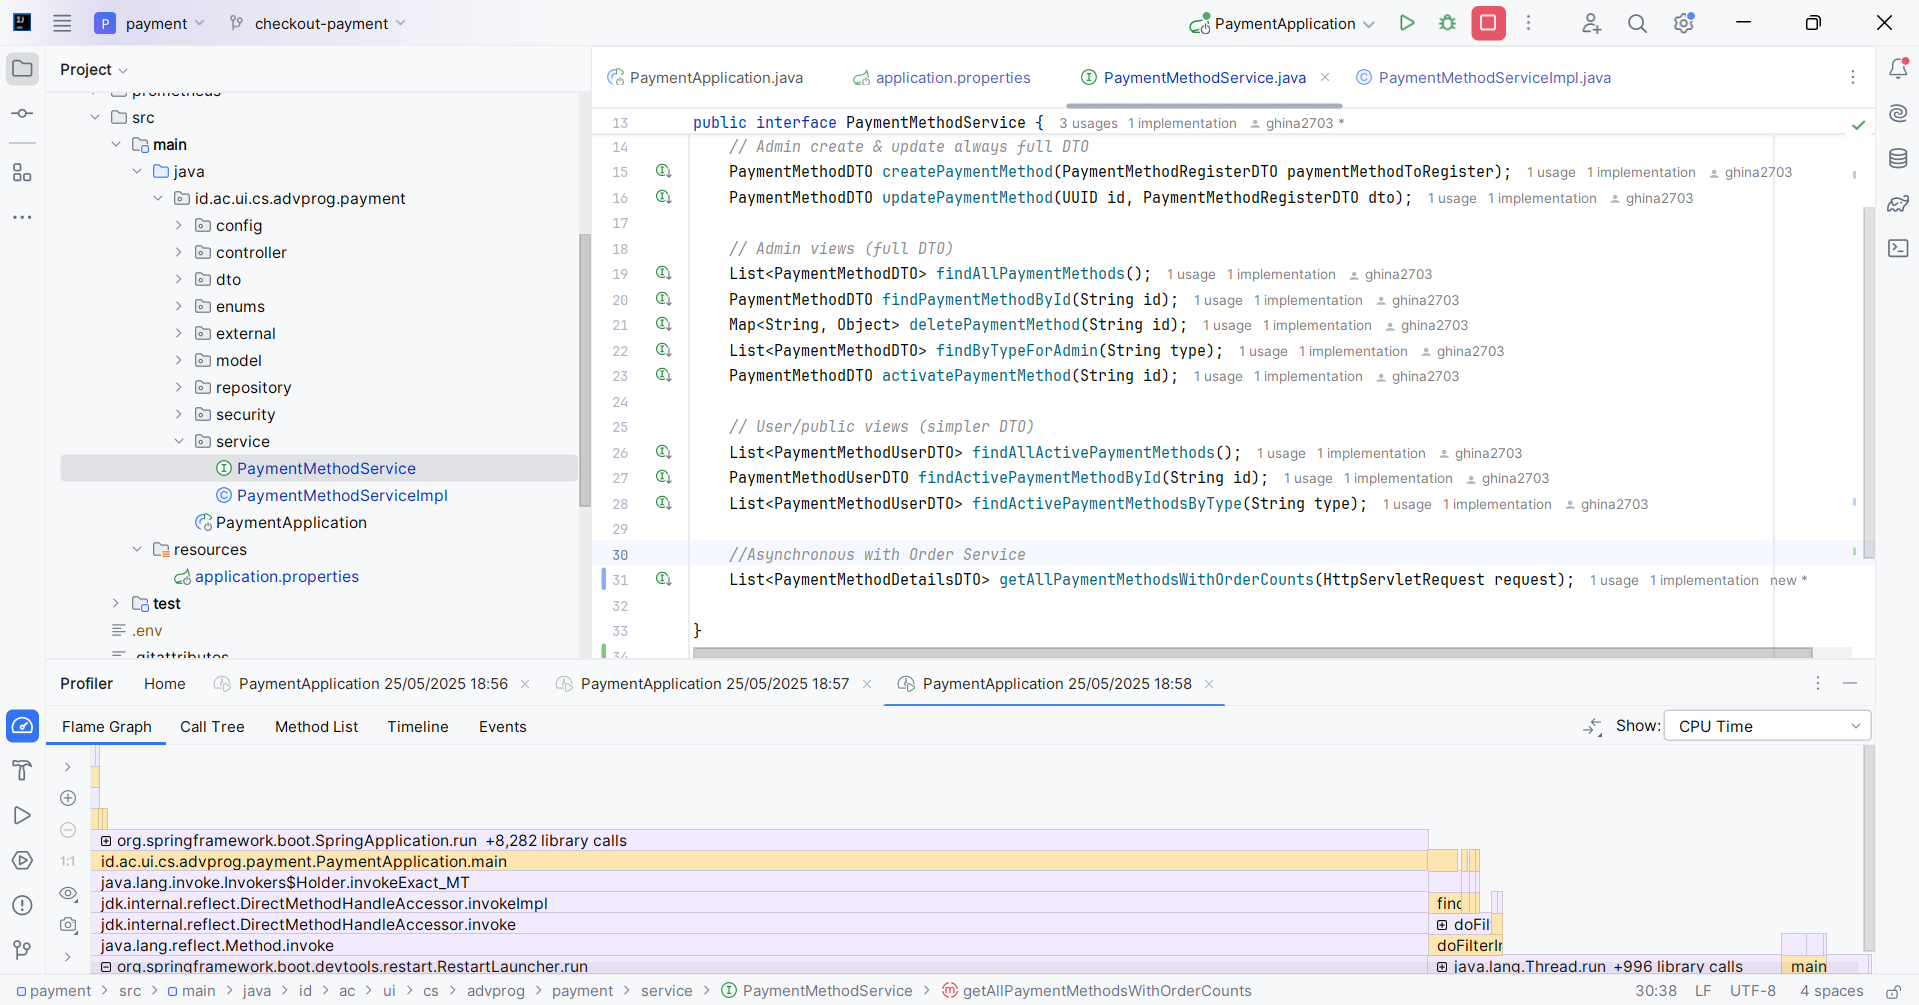 P payment checkout-payment PaymentApplication
Project
PaymentApplication.java application.properties PaymentMethodService.java PaymentMethodServiceImpl.java
prometheus
src
main
java
id.ac.ui.cs.advprog.payment
config
controller
dto
enums
external
model
repository
security
service
PaymentMethodService
PaymentMethodServiceImpl
PaymentApplication
resources
application.properties
test
.env
.gitattributes
13 public interface PaymentMethodService { 3 usages 1 implementation ghina2703 *
14 // Admin create & update always full DTO
15 PaymentMethodDTO createPaymentMethod(PaymentMethodRegisterDTO paymentMethodToRegister); 1 usage 1 implementation ghina2703
16 PaymentMethodDTO updatePaymentMethod(UUID id, PaymentMethodRegisterDTO dto); 1 usage 1 implementation ghina2703
17
18 // Admin views (full DTO)
19 List<PaymentMethodDTO> findAllPaymentMethods(); 1 usage 1 implementation ghina2703
20 PaymentMethodDTO findPaymentMethodById(String id); 1 usage 1 implementation ghina2703
21 Map<String, Object> deletePaymentMethod(String id); 1 usage 1 implementation ghina2703
22 List<PaymentMethodDTO> findByTypeForAdmin(String type); 1 usage 1 implementation ghina2703
23 PaymentMethodDTO activatePaymentMethod(String id); 1 usage 1 implementation ghina2703
24
25 // User/public views (simpler DTO)
26 List<PaymentMethodUserDTO> findAllActivePaymentMethods(); 1 usage 1 implementation ghina2703
27 PaymentMethodUserDTO findActivePaymentMethodById(String id); 1 usage 1 implementation ghina2703
28 List<PaymentMethodUserDTO> findActivePaymentMethodsByType(String type); 1 usage 1 implementation ghina2703
29
30 //Asynchronous with Order Service
31 List<PaymentMethodDetailsDTO> getAllPaymentMethodsWithOrderCounts(HttpServletRequest request); 1 usage 1 implementation new *
32
33 }
34
Profiler Home PaymentApplication 25/05/2025 18:56 PaymentApplication 25/05/2025 18:57 PaymentApplication 25/05/2025 18:58
Flame Graph Call Tree Method List Timeline Events Show: CPU Time
1:1
org.springframework.boot.SpringApplication.run +8,282 library calls
id.ac.ui.cs.advprog.payment.PaymentApplication.main
java.lang.invoke.Invokers$Holder.invokeExact_MT
jdk.internal.reflect.DirectMethodHandleAccessor.invokeImpl finc
jdk.internal.reflect.DirectMethodHandleAccessor.invoke doFil
java.lang.reflect.Method.invoke doFilterIr
org.springframework.boot.devtools.restart.RestartLauncher.run java.lang.Thread.run +996 library calls main
payment > src > main > java > id > ac > ui > cs > advprog > payment > service > PaymentMethodService > getAllPaymentMethodsWithOrderCounts 30:38 LF UTF-8 4 spaces